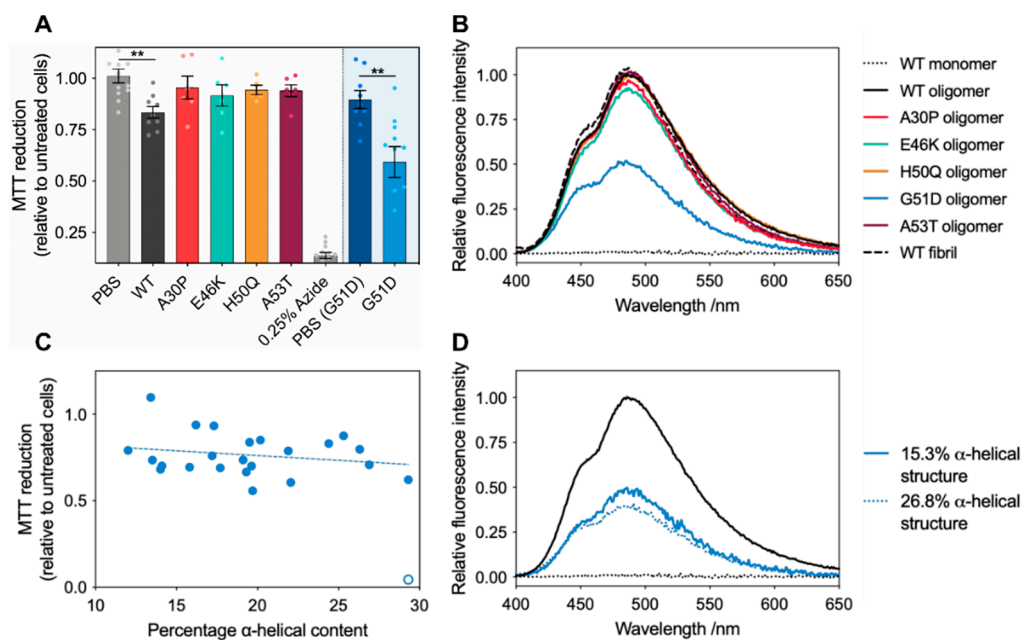 A
MTT reduction
(relative to untreated cells)
1.00
0.75
0.50
0.25
**
**
PBS
WT
A30P
E46K
H50Q
A53T
0.25% Azide
PBS (G51D)
G51D
B
Relative fluorescence intensity
1.00
0.75
0.50
0.25
0.00
400 450 500 550 600 650
Wavelength /nm
WT monomer
WT oligomer
A30P oligomer
E46K oligomer
H50Q oligomer
G51D oligomer
A53T oligomer
WT fibril
C
MTT reduction
(relative to untreated cells)
1.0
0.5
0.0
10 15 20 25 30
Percentage α-helical content
D
Relative fluorescence intensity
1.00
0.75
0.50
0.25
0.00
400 450 500 550 600 650
Wavelength /nm
15.3% α-helical
structure
26.8% α-helical
structure